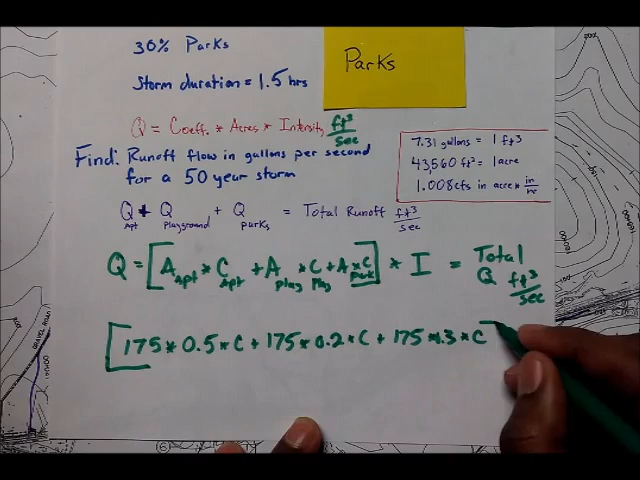 30% Parks
Parks
Storm duration = 1.5 hrs
Q = Coeff. * Acres * Intensity ft³/sec
Find: Runoff flow in gallons per second
for a 50 year storm
7.31 gallons = 1 ft³
43,560 ft² = 1 acre
1.008 cfs in acre * in/hr
Q Apt + Q playground + Q parks = Total Runoff ft³/sec
Q = [A Apt * C Apt + A Play * C Play + A * C Park] * I = Total Q ft³/sec
[175 * 0.5 * C + 175 * 0.2 * C + 175 * .3 * C